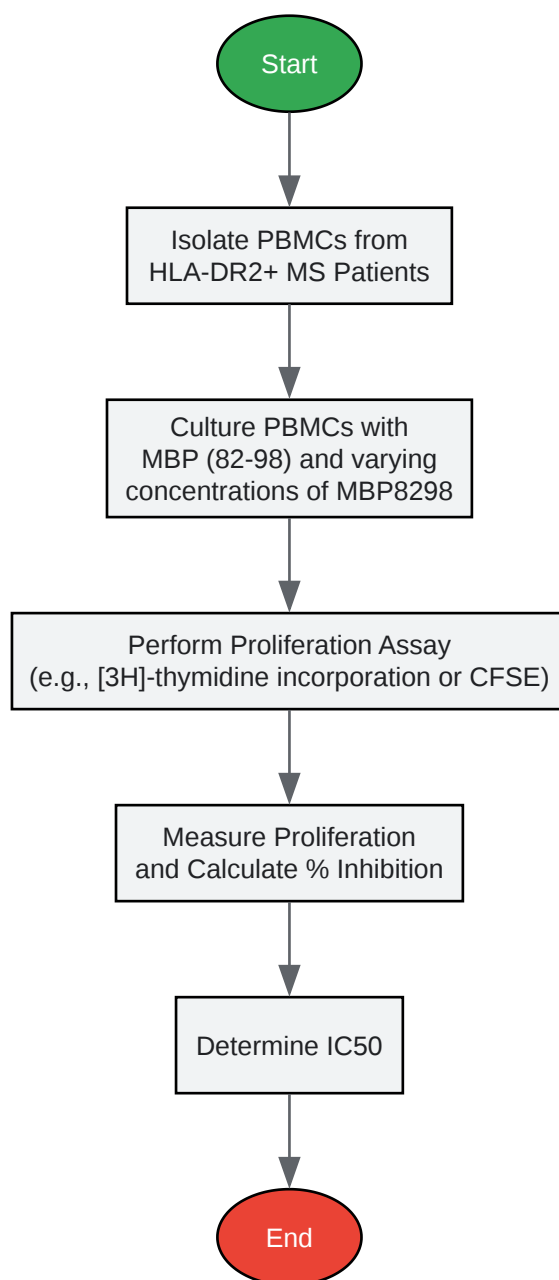 Start
Isolate PBMCs from
HLA-DR2+ MS Patients
Culture PBMCs with
MBP (82-98) and varying
concentrations of MBP8298
Perform Proliferation Assay
(e.g., [3H]-thymidine incorporation or CFSE)
Measure Proliferation
and Calculate % Inhibition
Determine IC50
End